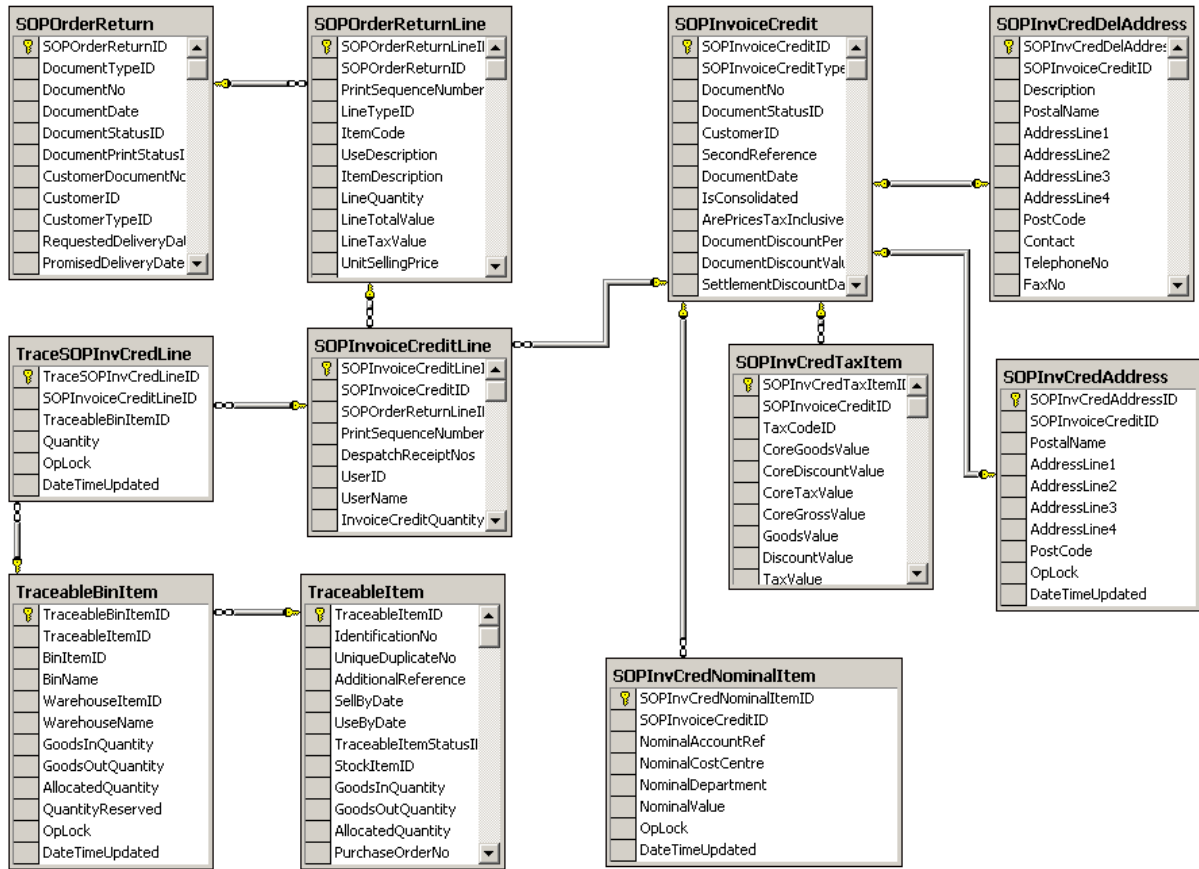 SOPOrderReturn
SOPOrderReturnID
DocumentTypeID
DocumentNo
DocumentDate
DocumentStatusID
DocumentPrintStatusI
CustomerDocumentNo
CustomerID
CustomerTypeID
RequestedDeliveryDat
PromisedDeliveryDate
SOPOrderReturnLine
SOPOrderReturnLineII
SOPOrderReturnID
PrintSequenceNumber
LineTypeID
ItemCode
UseDescription
ItemDescription
LineQuantity
LineTotalValue
LineTaxValue
UnitSellingPrice
SOPInvoiceCredit
SOPInvoiceCreditID
SOPInvoiceCreditType
DocumentNo
DocumentStatusID
CustomerID
SecondReference
DocumentDate
IsConsolidated
ArePricesTaxInclusive
DocumentDiscountPer
DocumentDiscountValu
SettlementDiscountDa
SOPInvCredDelAddress
SOPInvCredDelAddres
SOPInvoiceCreditID
Description
PostalName
AddressLine1
AddressLine2
AddressLine3
AddressLine4
PostCode
Contact
TelephoneNo
FaxNo
TraceSOPInvCredLine
TraceSOPInvCredLineID
SOPInvoiceCreditLineID
TraceableBinItemID
Quantity
OpLock
DateTimeUpdated
SOPInvoiceCreditLine
SOPInvoiceCreditLineI
SOPInvoiceCreditID
SOPOrderReturnLineII
PrintSequenceNumber
DespatchReceiptNos
UserID
UserName
InvoiceCreditQuantity
SOPInvCredTaxItem
SOPInvCredTaxItemII
SOPInvoiceCreditID
TaxCodeID
CoreGoodsValue
CoreDiscountValue
CoreTaxValue
CoreGrossValue
GoodsValue
DiscountValue
TaxValue
SOPInvCredAddress
SOPInvCredAddressID
SOPInvoiceCreditID
PostalName
AddressLine1
AddressLine2
AddressLine3
AddressLine4
PostCode
OpLock
DateTimeUpdated
TraceableBinItem
TraceableBinItemID
TraceableItemID
BinItemID
BinName
WarehouseItemID
WarehouseName
GoodsInQuantity
GoodsOutQuantity
AllocatedQuantity
QuantityReserved
OpLock
DateTimeUpdated
TraceableItem
TraceableItemID
IdentificationNo
UniqueDuplicateNo
AdditionalReference
SellByDate
UseByDate
TraceableItemStatusII
StockItemID
GoodsInQuantity
GoodsOutQuantity
AllocatedQuantity
PurchaseOrderNo
SOPInvCredNominalItem
SOPInvCredNominalItemID
SOPInvoiceCreditID
NominalAccountRef
NominalCostCentre
NominalDepartment
NominalValue
OpLock
DateTimeUpdated